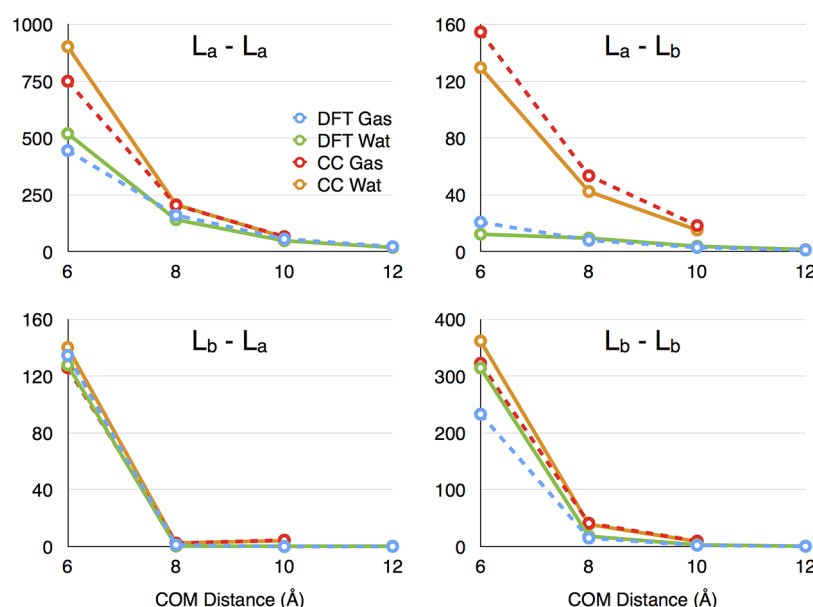 La - La
1000
750
500
250
0
6 8 10 12
DFT Gas
DFT Wat
CC Gas
CC Wat
La - Lb
160
120
80
40
0
6 8 10 12
Lb - La
160
120
80
40
0
6 8 10 12
COM Distance (Å)
Lb - Lb
400
300
200
100
0
6 8 10 12
COM Distance (Å)